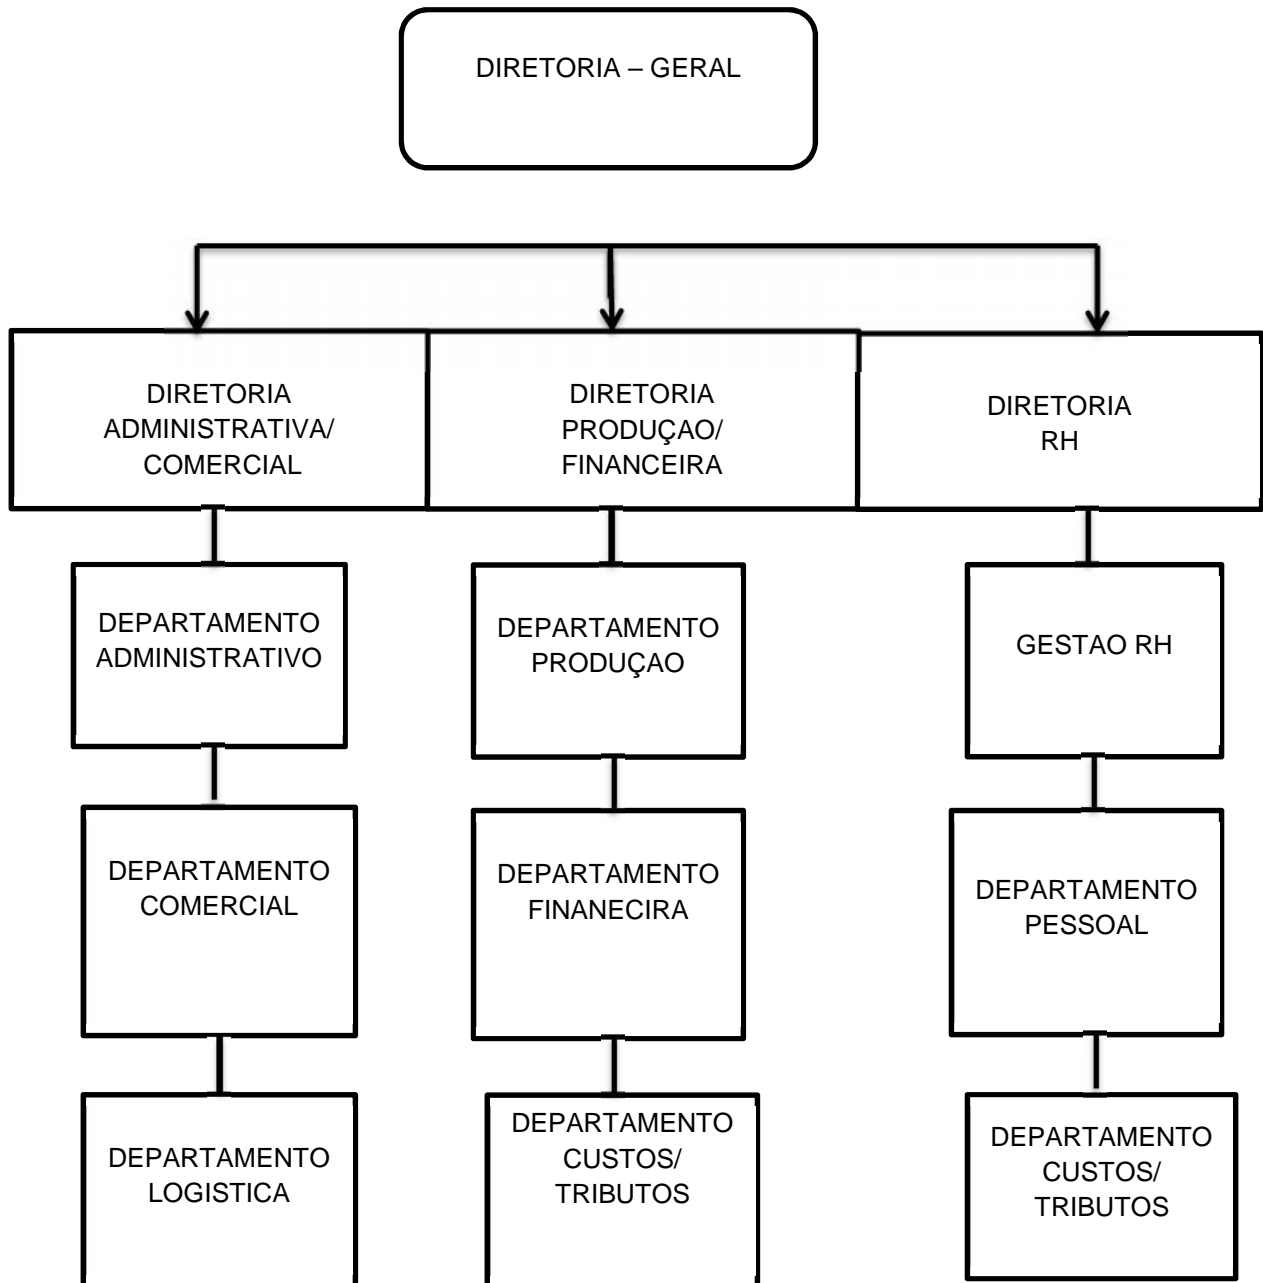 DIRETORIA – GERAL
DIRETORIA
ADMINISTRATIVA/
COMERCIAL
DIRETORIA
PRODUÇAO/
FINANCEIRA
DIRETORIA
RH
DEPARTAMENTO
ADMINISTRATIVO
DEPARTAMENTO
PRODUÇAO
GESTAO RH
DEPARTAMENTO
COMERCIAL
DEPARTAMENTO
FINANECIRA
DEPARTAMENTO
PESSOAL
DEPARTAMENTO
LOGISTICA
DEPARTAMENTO
CUSTOS/
TRIBUTOS
DEPARTAMENTO
CUSTOS/
TRIBUTOS